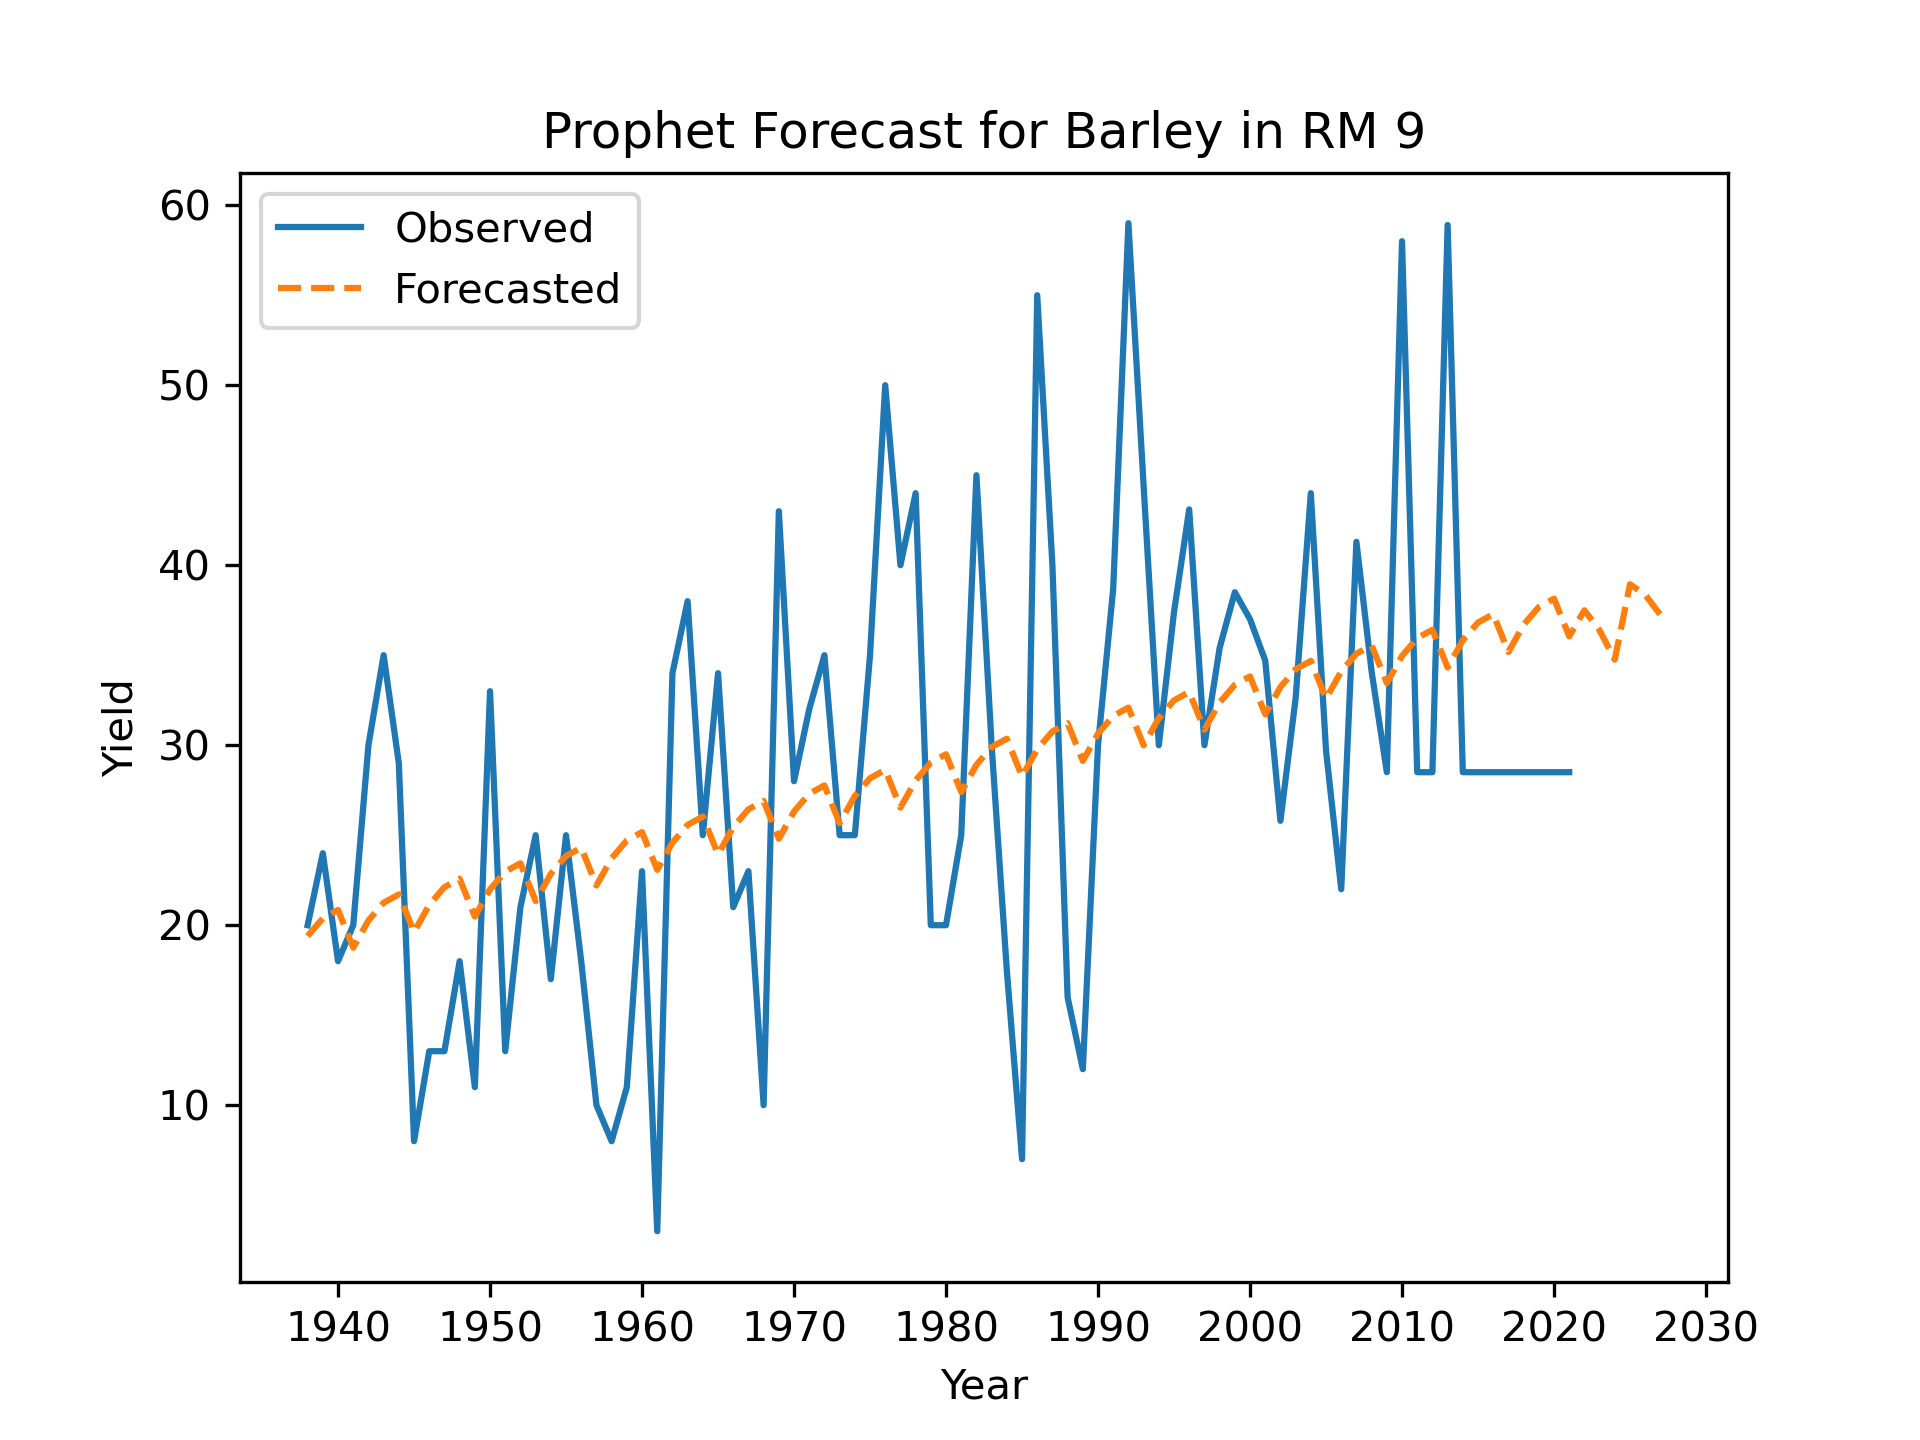 Prophet Forecast for Barley in RM 9
Observed
Forecasted
60
50
40
30
20
10
Yield
1940 1950 1960 1970 1980 1990 2000 2010 2020 2030
Year